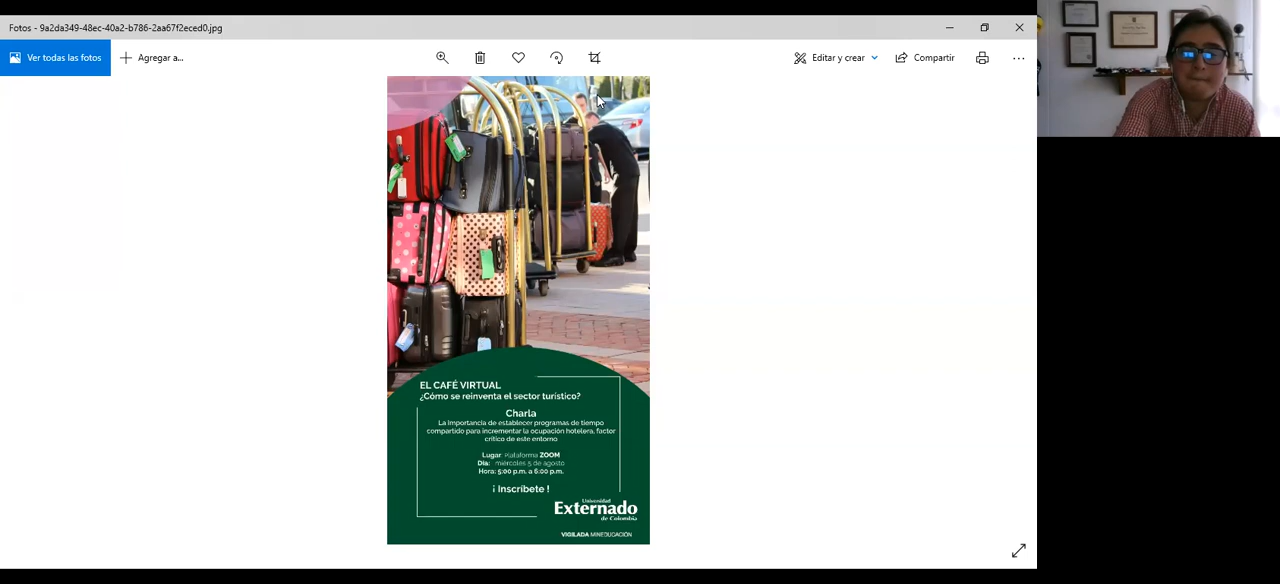 Fotos - 9a2da349-48ec-40a2-b786-2aa67f2eced0.jpg
Ver todas las fotos
Agregar a...
Editar y crear
Compartir
EL CAFÉ VIRTUAL
¿Cómo se reinventa el sector turístico?
Charla
La importancia de establecer programas de tiempo
compartido para incrementar la ocupación hotelera, factor
crítico de este entorno
Lugar Plataforma ZOOM
Día: miércoles 5 de agosto
Hora: 5:00 p.m. a 6:00 p.m.
¡ Inscríbete !
Universidad
Externado
de Colombia
VIGILADA MINEDUCACIÓN